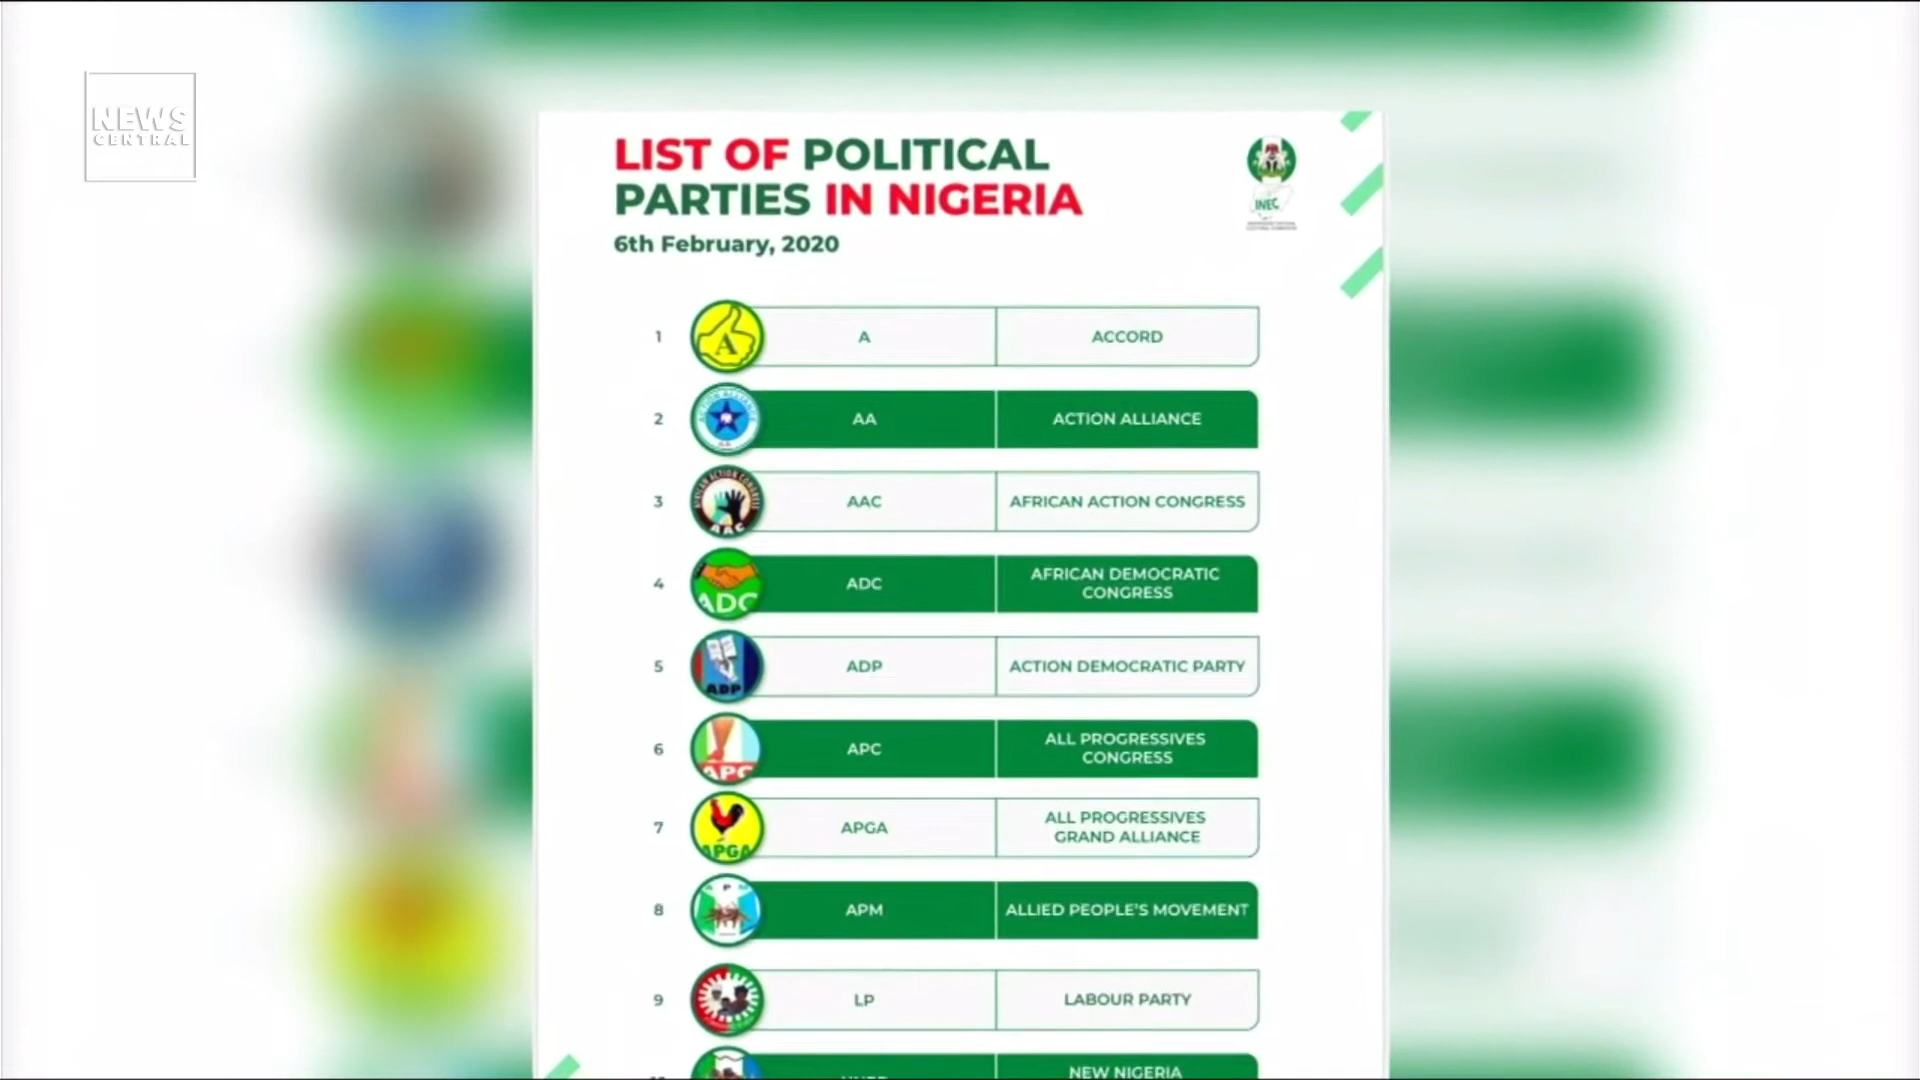 NEWS
CENTRAL
LIST OF POLITICAL
PARTIES IN NIGERIA
6th February, 2020
INEC
1 A A ACCORD
2 AA ACTION ALLIANCE
3 AAC AAC AFRICAN ACTION CONGRESS
4 ADC ADC AFRICAN DEMOCRATIC
CONGRESS
5 ADP ADP ACTION DEMOCRATIC PARTY
6 APC APC ALL PROGRESSIVES
CONGRESS
7 APGA APGA ALL PROGRESSIVES
GRAND ALLIANCE
8 APM APM ALLIED PEOPLE'S MOVEMENT
9 LP LABOUR PARTY
NEW NIGERIA